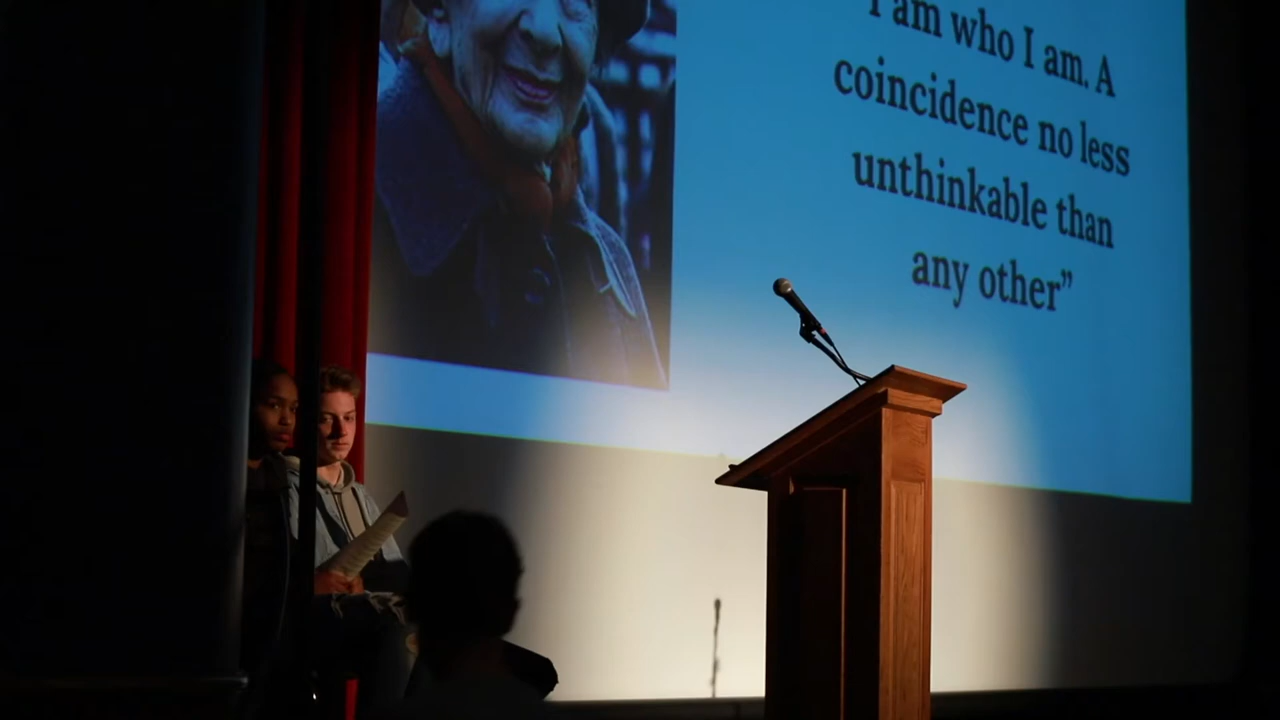 I am who I am. A
coincidence no less
unthinkable than
any other”